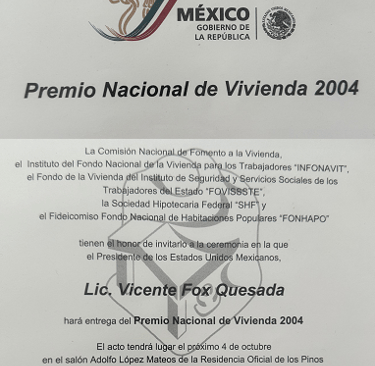 MÉXICO
GOBIERNO DE
LA REPÚBLICA
Premio Nacional de Vivienda 2004
La Comisión Nacional de Fomento a la Vivienda,
el Instituto del Fondo Nacional de la Vivienda para los Trabajadores "INFONAVIT",
el Fondo de la Vivienda del Instituto de Seguridad y Servicios Sociales de los
Trabajadores del Estado "FOVISSSTE",
la Sociedad Hipotecaria Federal "SHF" y
el Fideicomiso Fondo Nacional de Habitaciones Populares "FONHAPO"
tienen el honor de invitarlo a la ceremonia en la que
el Presidente de los Estados Unidos Mexicanos,
Lic. Vicente Fox Quesada
hará entrega del Premio Nacional de Vivienda 2004
El acto tendrá lugar el próximo 4 de octubre
en el salón Adolfo López Mateos de la Residencia Oficial de los Pinos